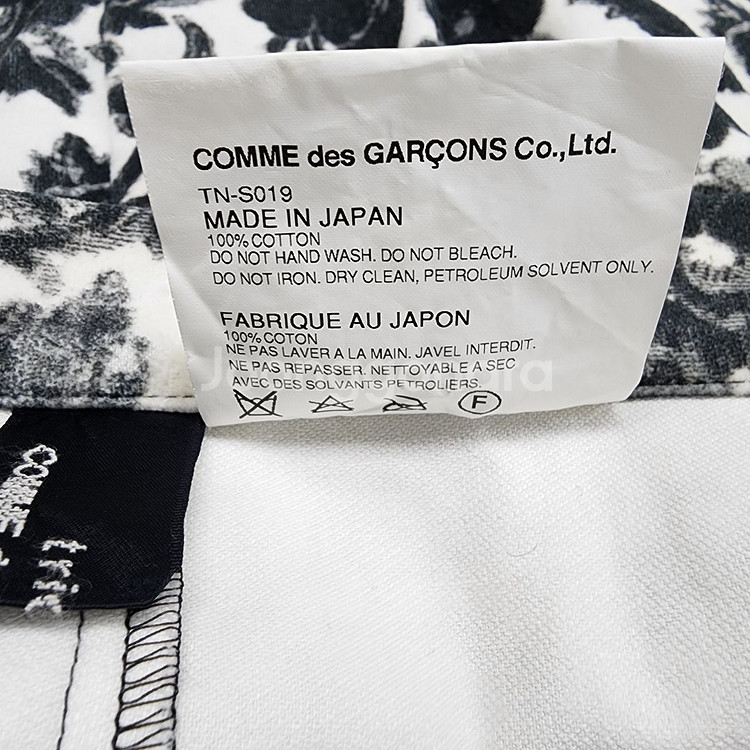 COMME des GARÇONS Co.,Ltd.
TN-S019
MADE IN JAPAN
100% COTTON
DO NOT HAND WASH. DO NOT BLEACH.
DO NOT IRON. DRY CLEAN, PETROLEUM SOLVENT ONLY.
FABRIQUE AU JAPON
100% COTON
NE PAS LAVER A LA MAIN. JAVEL INTERDIT.
NE PAS REPASSER. NETTOYABLE A SEC
AVEC DES SOLVANTS PETROLIERS.
F
COMME
tric